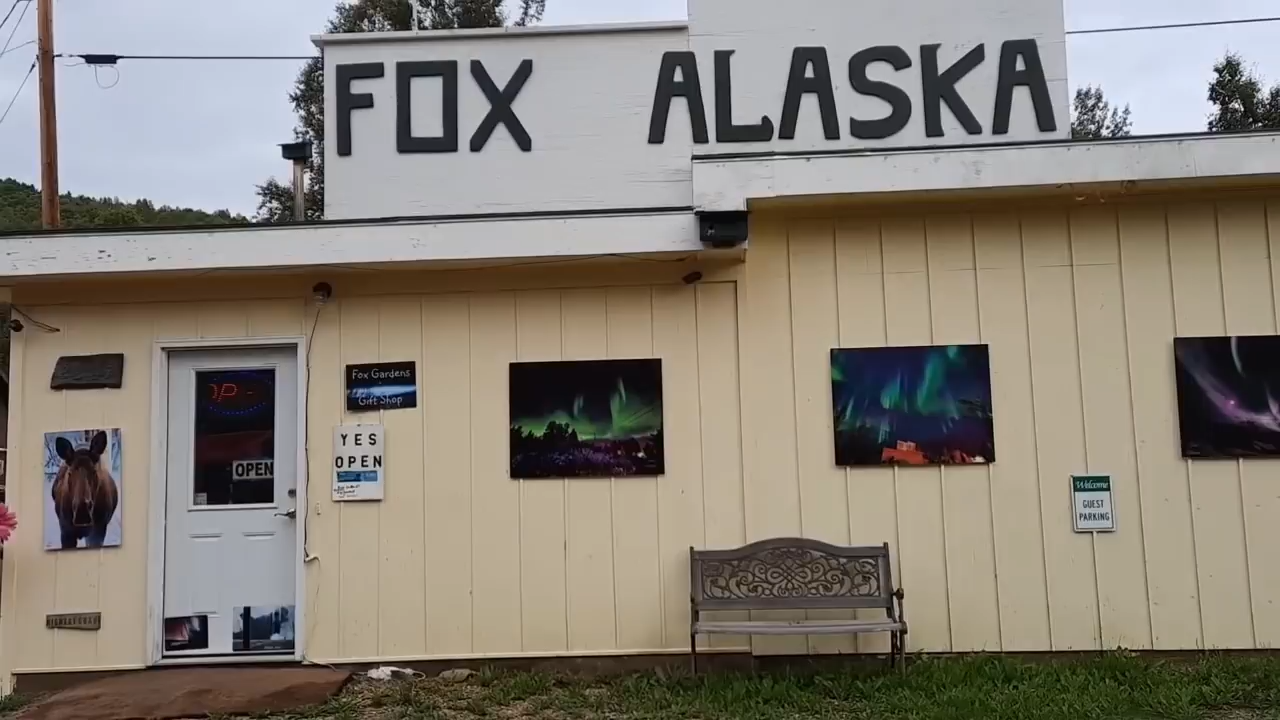 FOX ALASKA
Fox Gardens
Gift Shop
YES
OPEN
OPEN
Welcome
GUEST
PARKING